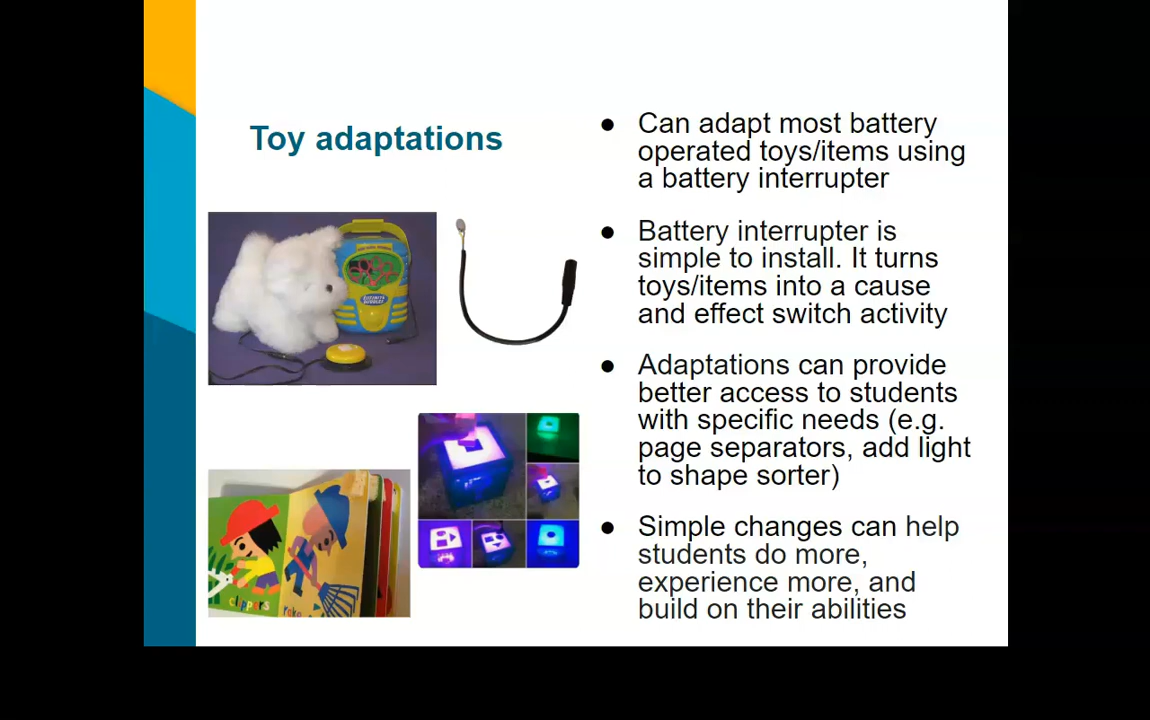 Toy adaptations
● Can adapt most battery
operated toys/items using
a battery interrupter
● Battery interrupter is
simple to install. It turns
toys/items into a cause
and effect switch activity
● Adaptations can provide
better access to students
with specific needs (e.g.
page separators, add light
to shape sorter)
● Simple changes can help
students do more,
experience more, and
build on their abilities
clippers
rake